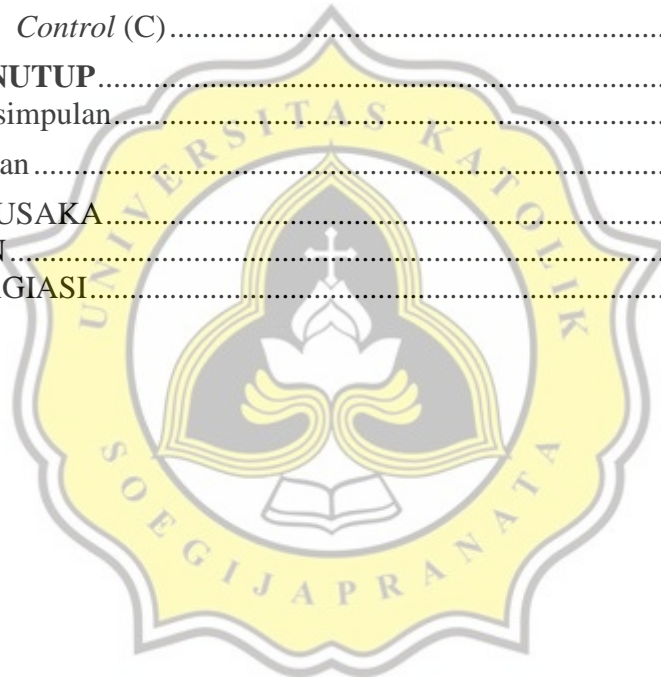 Control (C)........................................................................
NUTUP........................................................................
simpulan........................................................................
an........................................................................
USAKA........................................................................
N........................................................................
GIASI........................................................................
UNIVERSITAS KATOLIK
SOEGIJAPRANATA